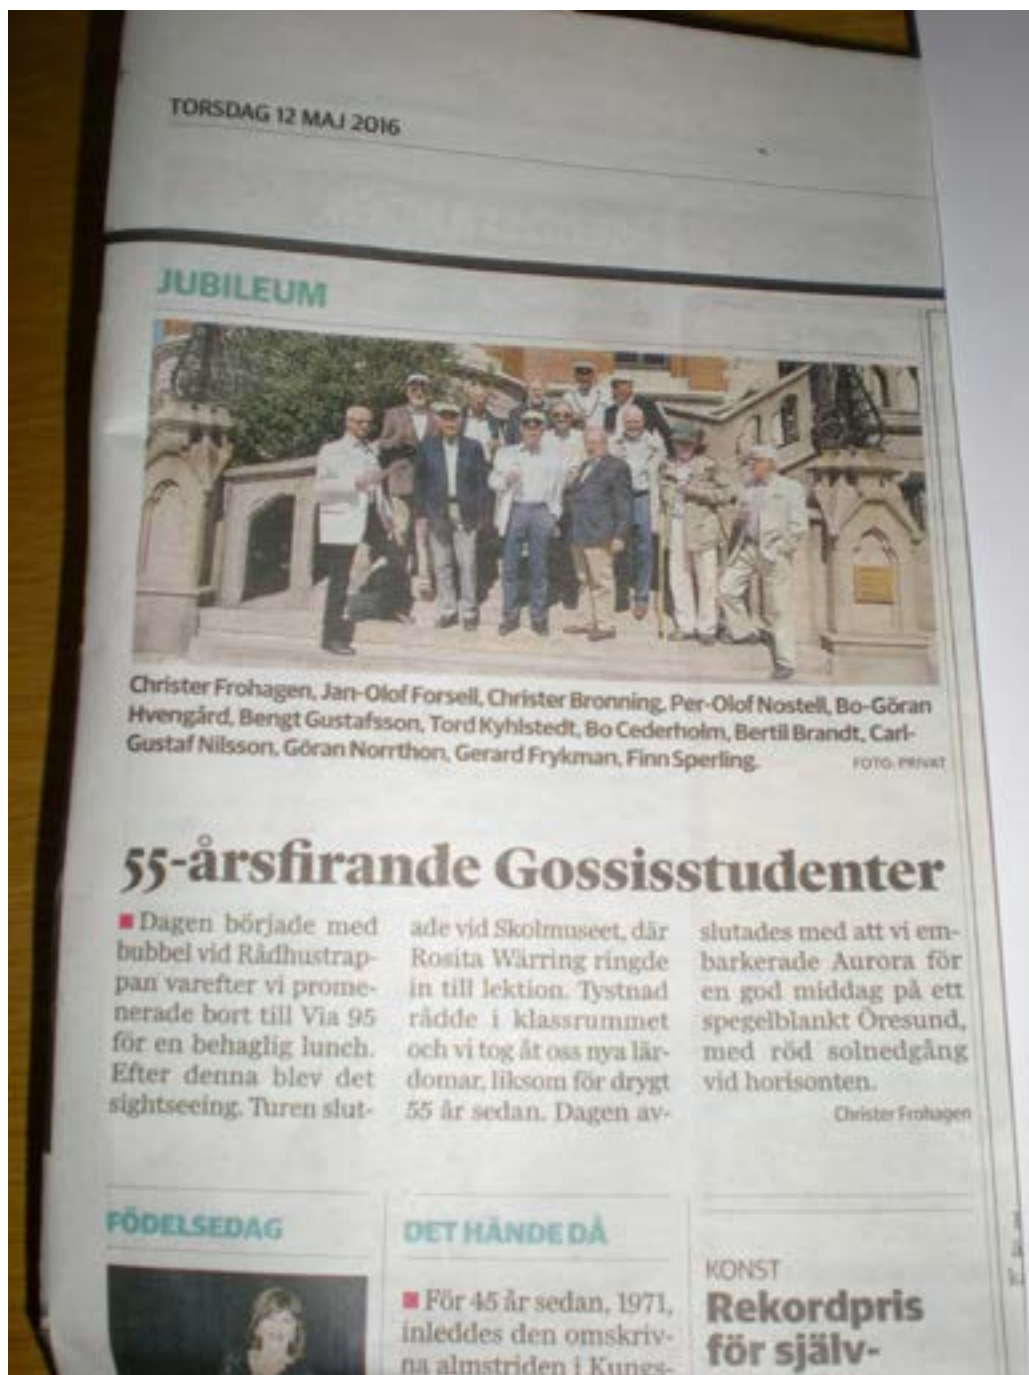 TORSDAG 12 MAJ 2016
JUBILEUM
Christer Frohagen, Jan-Olof Forsell, Christer Bronning, Per-Olof Nostell, Bo-Göran
Hvengård, Bengt Gustafsson, Tord Kyhlstedt, Bo Cederholm, Bertil Brandt, Carl-
Gustaf Nilsson, Göran Norrthon, Gerard Frykman, Finn Sperling.
FOTO: PRIVAT
55-årsfirande Gossisstudenter
Dagen började med
bubbel vid Rådhustrap-
pan varefter vi prome-
nerade bort till Via 95
för en behaglig lunch.
Efter denna blev det
sightseeing. Turen slut-
ade vid Skolmuseet, där
Rosita Wärring ringde
in till lektion. Tystnad
rådde i klassrummet
och vi tog åt oss nya lär-
domar, liksom för drygt
55 år sedan. Dagen av-
slutades med att vi em-
barkerade Aurora för
en god middag på ett
spegelblankt Öresund,
med röd solnedgång
vid horisonten.
Christer Frohagen
FÖDELSEDAG
DET HÄNDE DÅ
För 45 år sedan, 1971,
inleddes den omskriv-
na almstriden i Kungs-
KONST
Rekordpris
för själv-